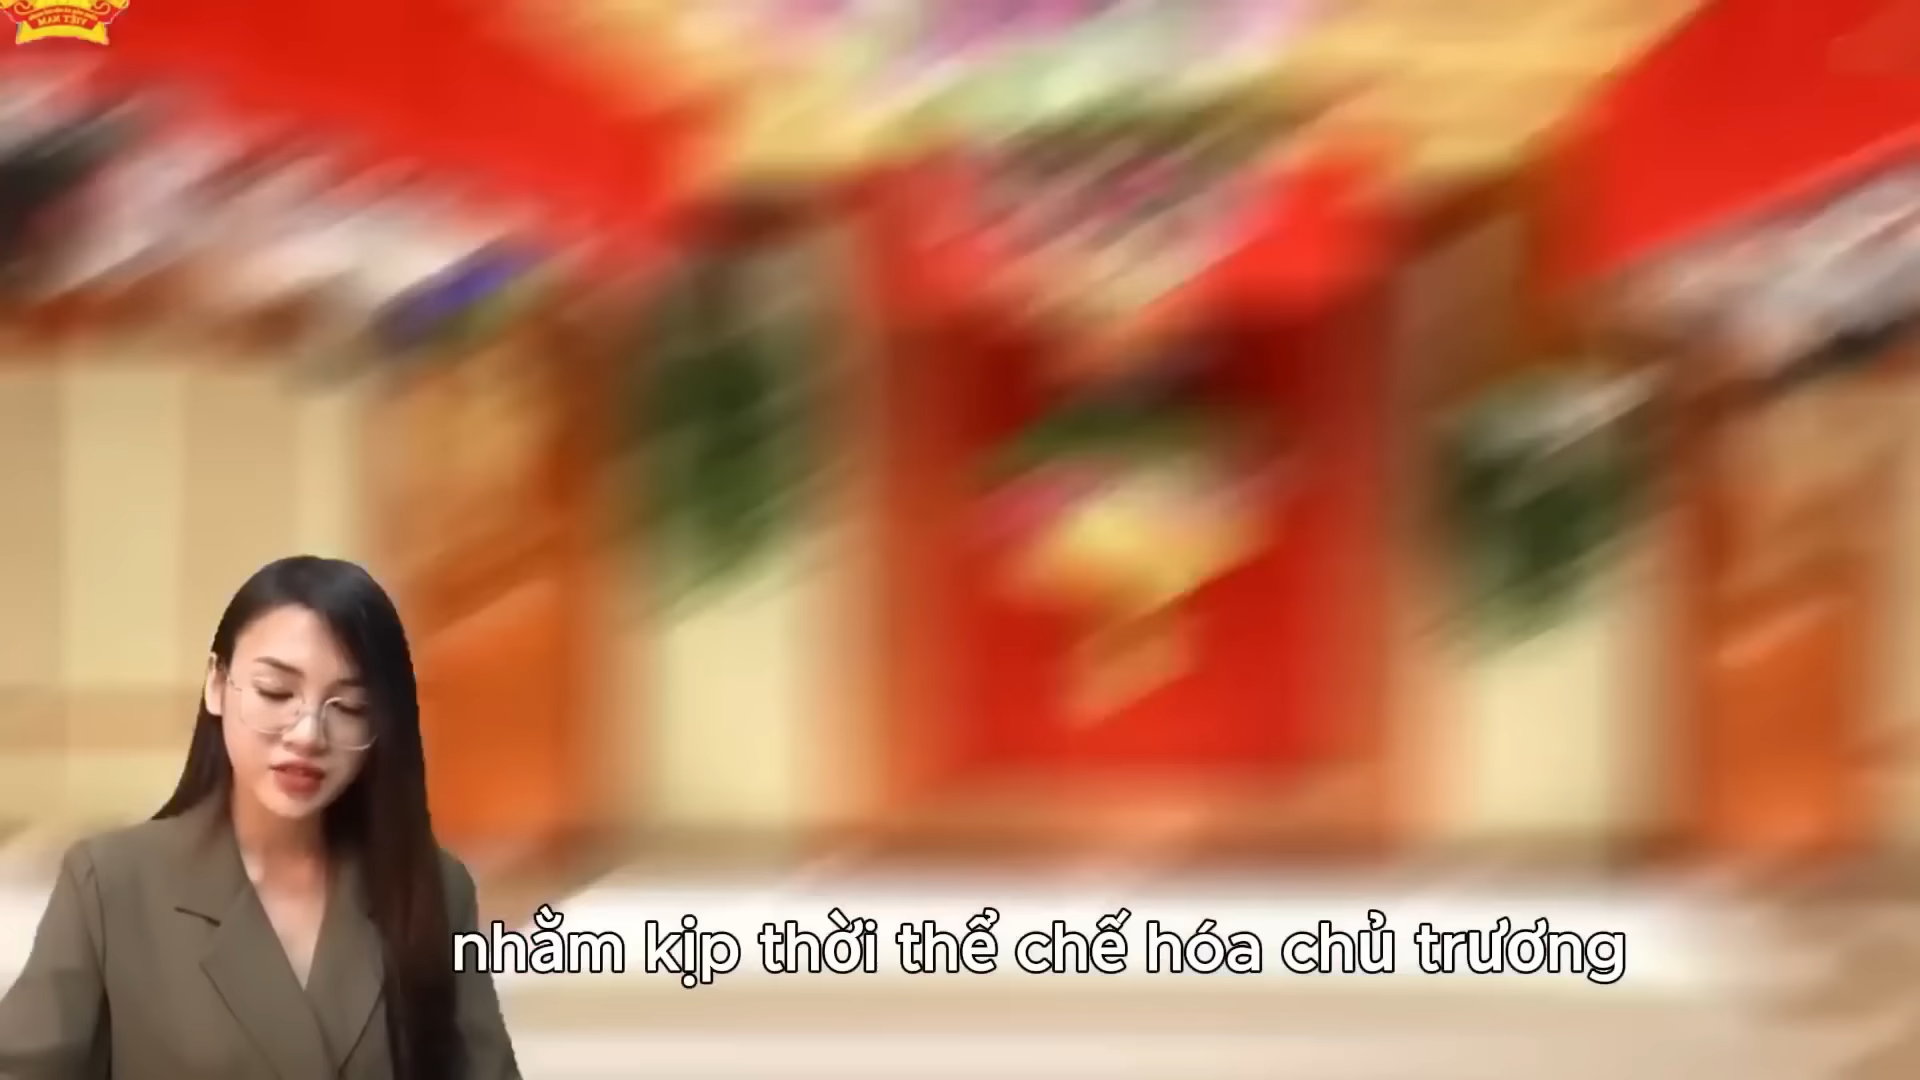 nhằm kịp thời thể chế hóa chủ trương